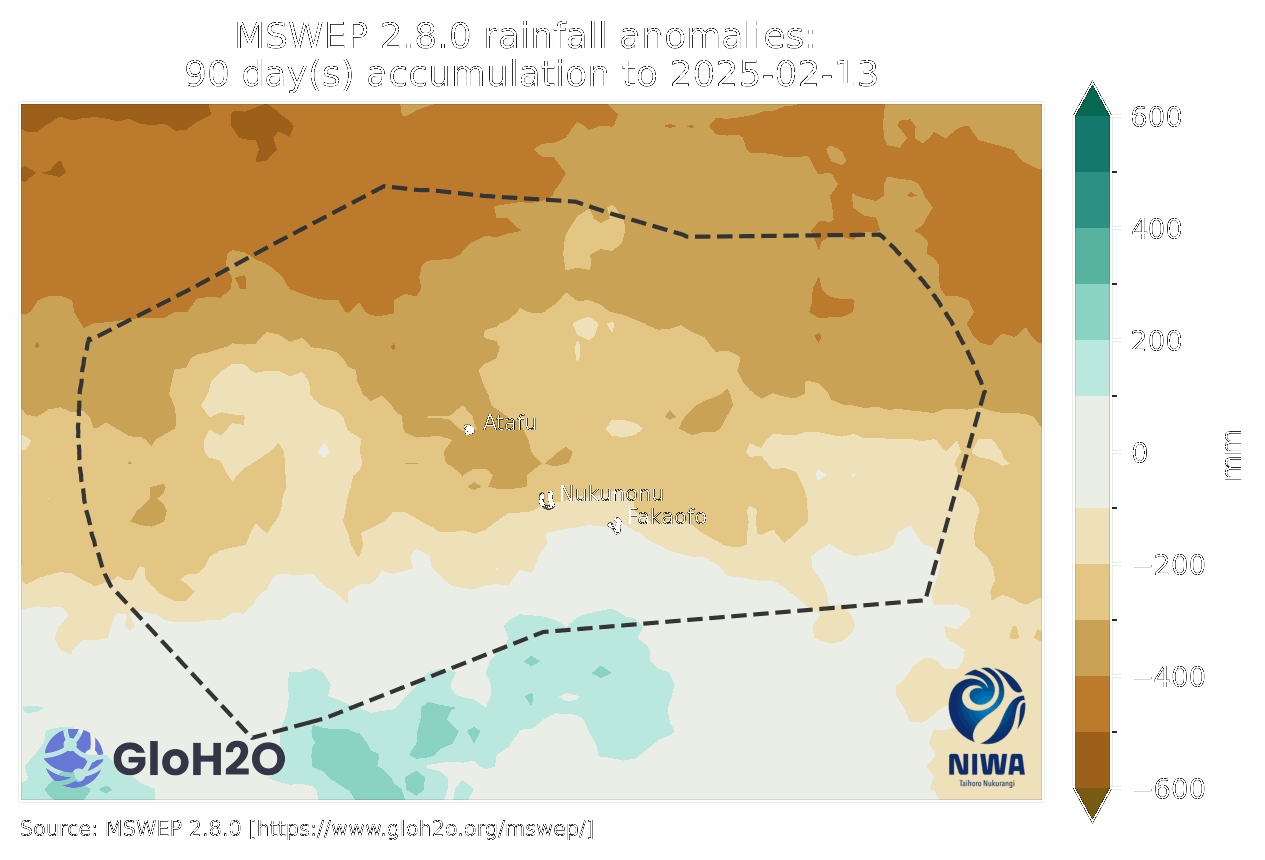 MSWEP 2.8.0 rainfall anomalies:
90 day(s) accumulation to 2025-02-13
600
400
200
0
−200
−400
−600
mm
Atafu
Nukunonu
Fakaofo
GloH2O
NIWA
Taihoro Nukurangi
Source: MSWEP 2.8.0 [https://www.gloh2o.org/mswep/]